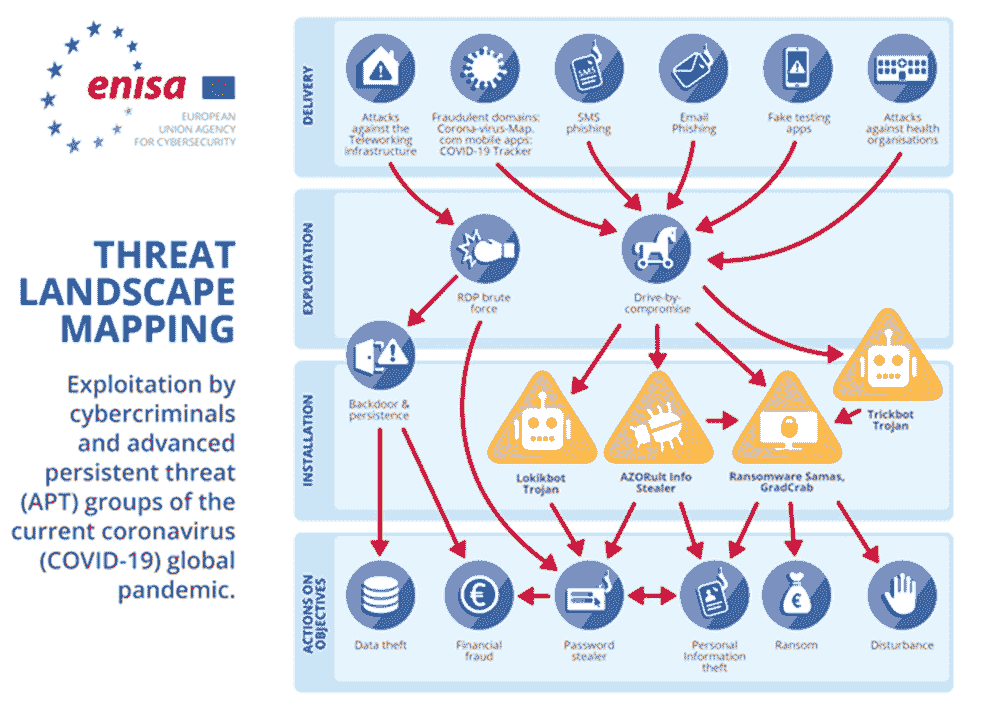 enisa
EUROPEAN
UNION AGENCY
FOR CYBERSECURITY
THREAT
LANDSCAPE
MAPPING
Exploitation by
cybercriminals
and advanced
persistent threat
(APT) groups of the
current coronavirus
(COVID-19) global
pandemic.
DELIVERY
Attacks
against the
Teleworking
infrastructure
Fraudulent domains:
Corona-virus-Map.
com mobile apps:
COVID-19 Tracker
SMS
SMS
phishing
Email
Phishing
Fake testing
apps
Attacks
against health
organisations
EXPLOITATION
RDP brute
force
Drive-by-
compromise
INSTALLATION
Backdoor &
persistence
Lokikbot
Trojan
AZORult Info
Stealer
Ransomware Samas,
GradCrab
Trickbot
Trojan
ACTIONS ON
OBJECTIVES
Data theft
€
Financial
fraud
Password
stealer
Personal
Information
theft
€
Ransom
Disturbance